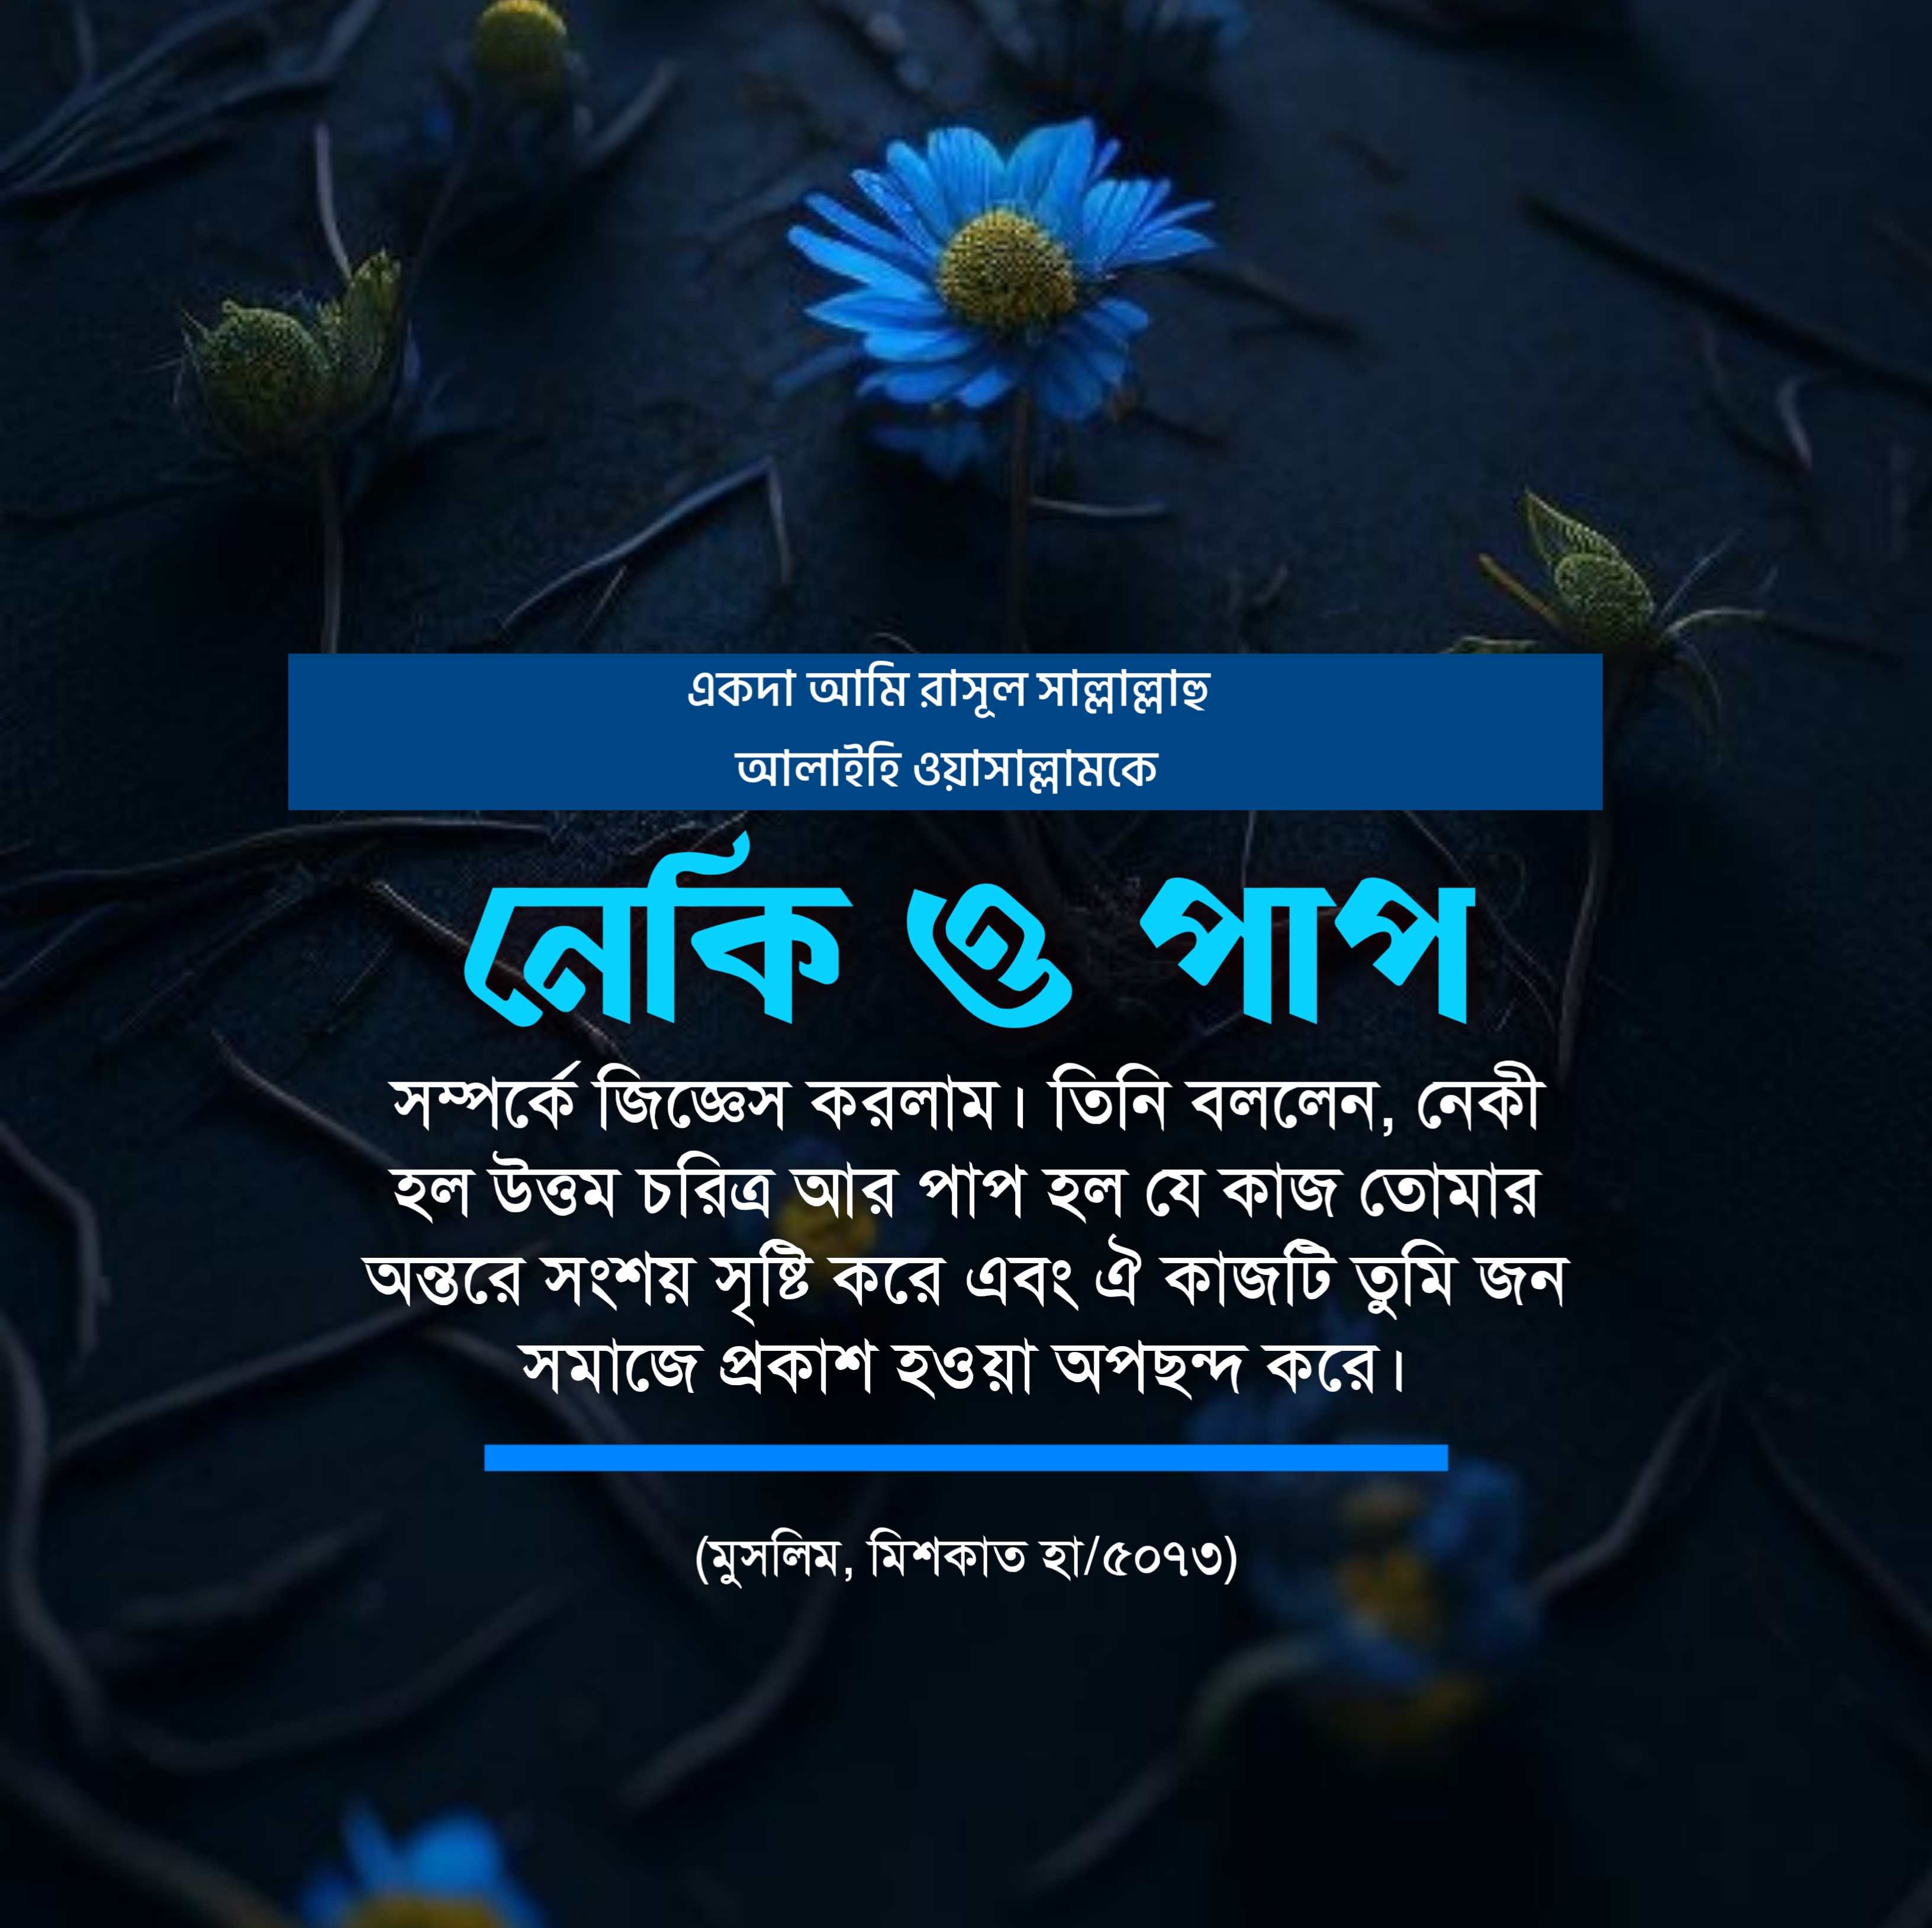 একদা আমি রাসূল সাল্লাল্লাহু
আলাইহি ওয়াসাল্লামকে
নেকি ও পাপ
সম্পর্কে জিজ্ঞেস করলাম। তিনি বললেন, নেকী
হল উত্তম চরিত্র আর পাপ হল যে কাজ তোমার
অন্তরে সংশয় সৃষ্টি করে এবং ঐ কাজটি তুমি জন
সমাজে প্রকাশ হওয়া অপছন্দ করে।
(মুসলিম, মিশকাত হা/৫০৭৩)